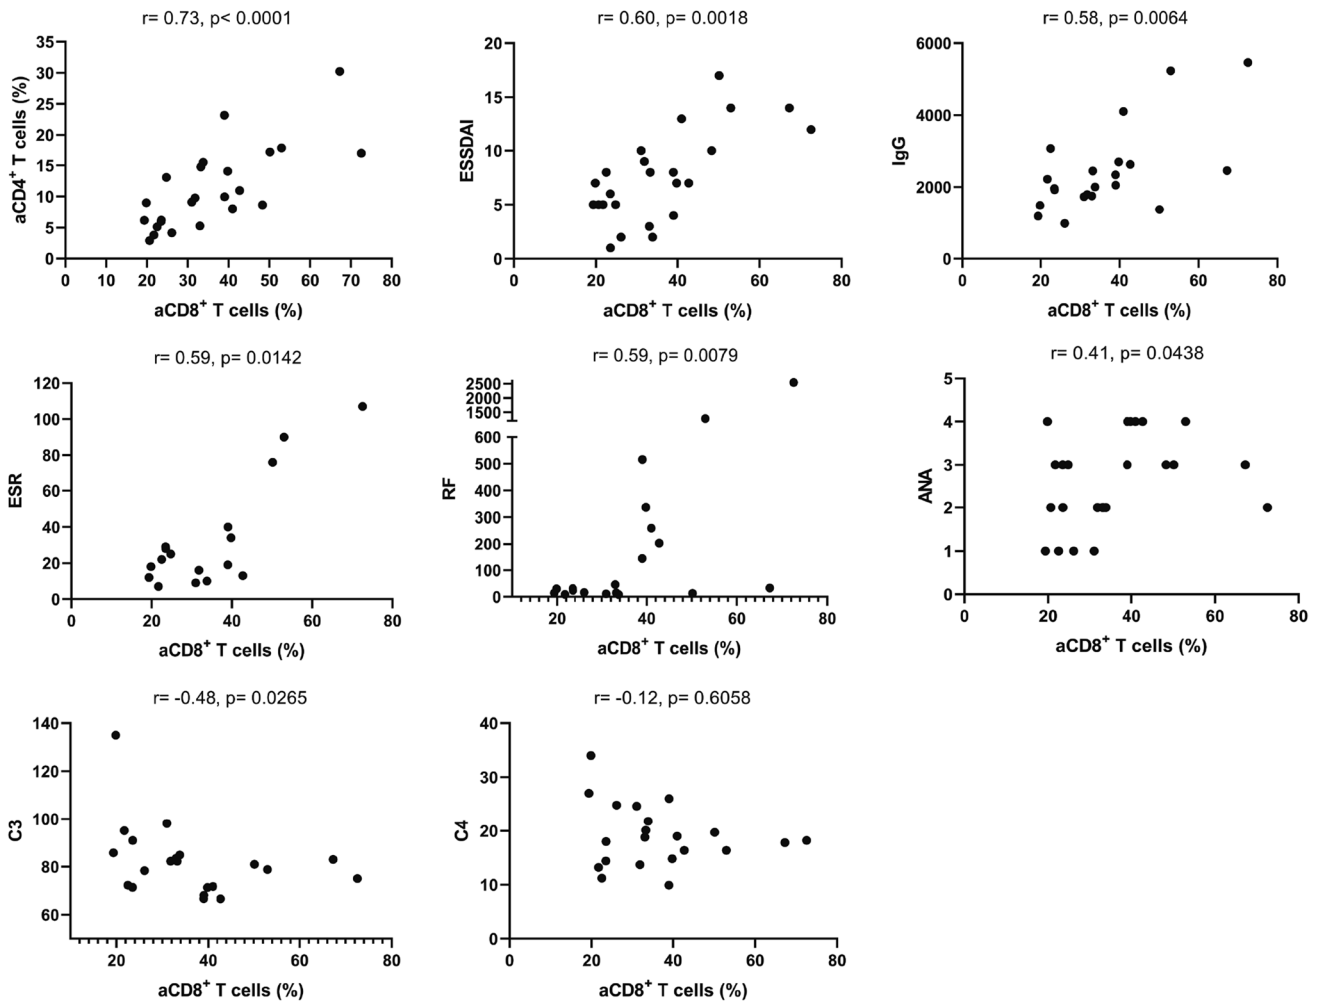 r= 0.73, p< 0.0001
aCD4⁺ T cells (%)
35
30
25
20
15
10
5
0
0 10 20 30 40 50 60 70 80
aCD8⁺ T cells (%)
r= 0.60, p= 0.0018
ESSDAI
20
15
10
5
0
0 20 40 60 80
aCD8⁺ T cells (%)
r= 0.58, p= 0.0064
IgG
6000
4000
2000
0
0 20 40 60 80
aCD8⁺ T cells (%)
r= 0.59, p= 0.0142
ESR
120
100
80
60
40
20
0
0 20 40 60 80
aCD8⁺ T cells (%)
r= 0.59, p= 0.0079
RF
2500
2000
1500
600
500
400
300
200
100
0
20 40 60 80
aCD8⁺ T cells (%)
r= 0.41, p= 0.0438
ANA
5
4
3
2
1
0
0 20 40 60 80
aCD8⁺ T cells (%)
r= -0.48, p= 0.0265
C3
140
120
100
80
60
20 40 60 80
aCD8⁺ T cells (%)
r= -0.12, p= 0.6058
C4
40
30
20
10
0
0 20 40 60 80
aCD8⁺ T cells (%)